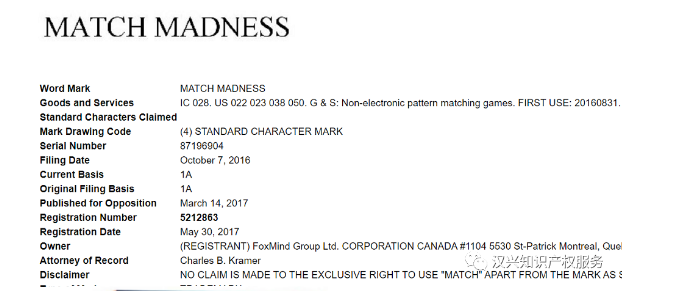 MATCH MADNESS
Word Mark MATCH MADNESS
Goods and Services IC 028. US 022 023 038 050. G & S: Non-electronic pattern matching games. FIRST USE: 20160831.
Standard Characters Claimed
Mark Drawing Code (4) STANDARD CHARACTER MARK
Serial Number 87196904
Filing Date October 7, 2016
Current Basis 1A
Original Filing Basis 1A
Published for Opposition March 14, 2017
Registration Number 5212863
Registration Date May 30, 2017
Owner (REGISTRANT) FoxMind Group Ltd. CORPORATION CANADA #1104 5530 St-Patrick Montreal, Que
Attorney of Record Charles B. Kramer
汉兴知识产权服务
Disclaimer NO CLAIM IS MADE TO THE EXCLUSIVE RIGHT TO USE "MATCH" APART FROM THE MARK AS S